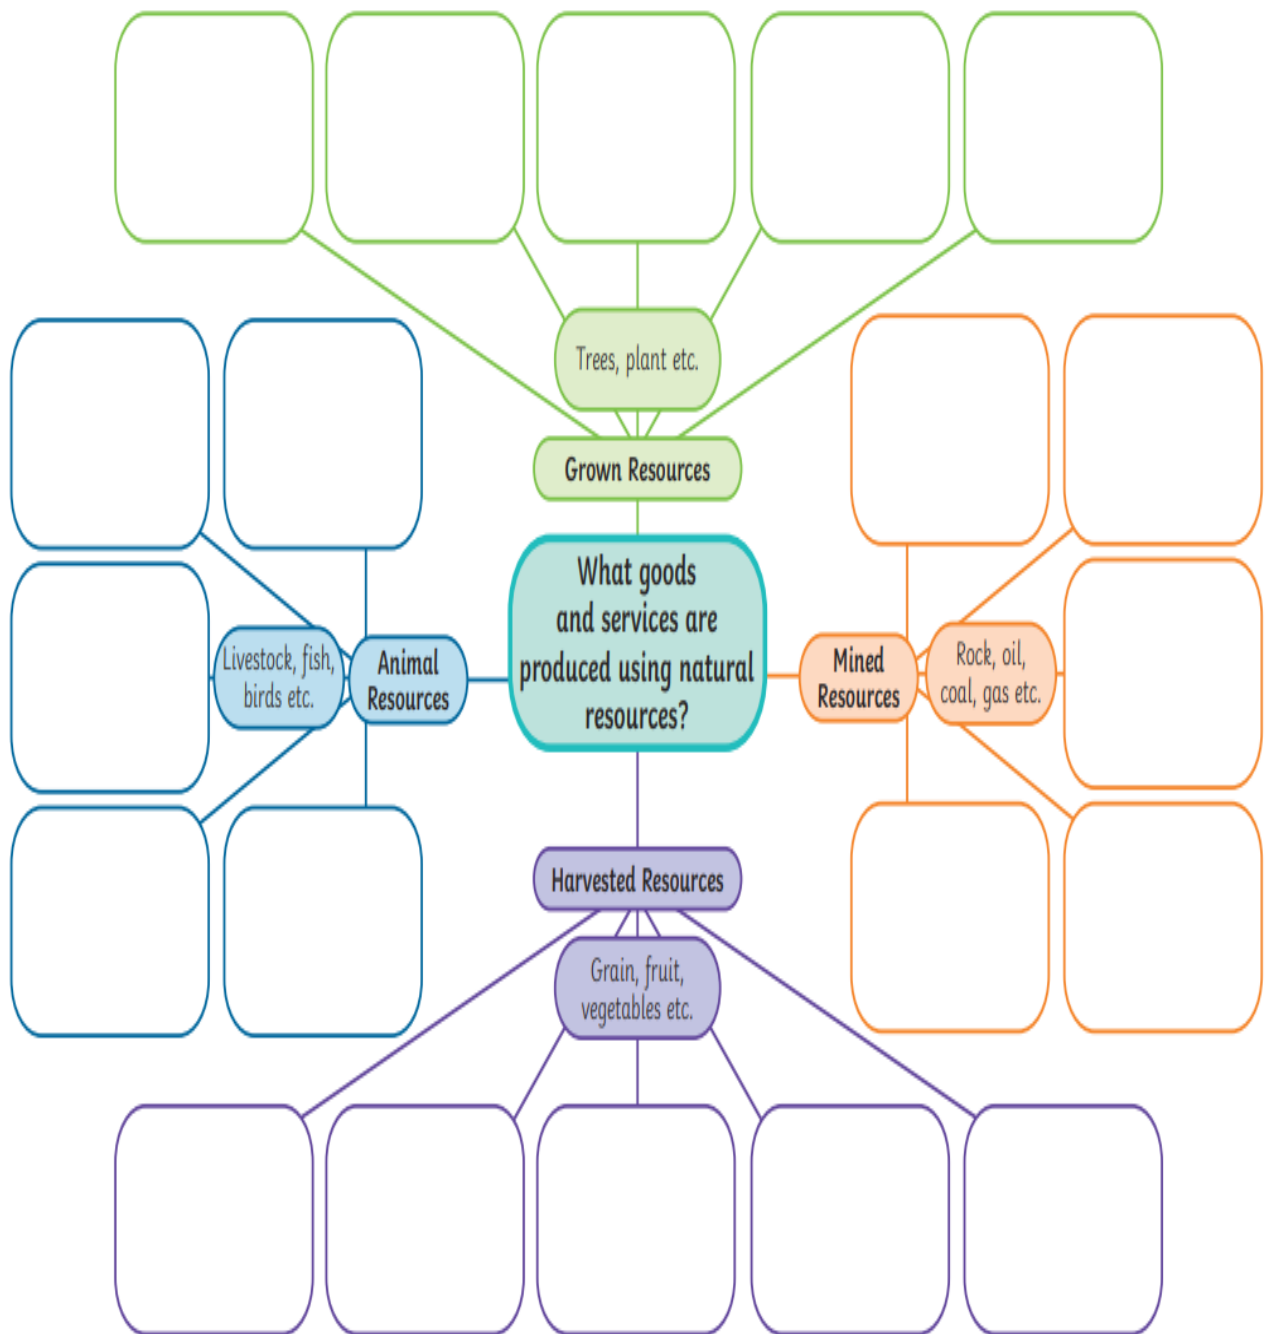 Trees, plant etc.
Grown Resources
What goods
and services are
produced using natural
resources?
Livestock, fish,
birds etc.
Animal
Resources
Mined
Resources
Rock, oil,
coal, gas etc.
Harvested Resources
Grain, fruit,
vegetables etc.